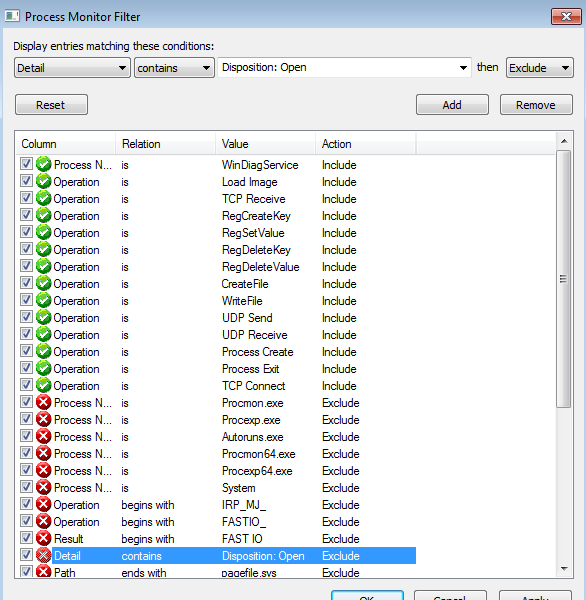 Process Monitor Filter
Display entries matching these conditions:
Detail contains Disposition: Open then Exclude
Reset Add Remove
Column Relation Value Action
Process N... is WinDiagService Include
Operation is Load Image Include
Operation is TCP Receive Include
Operation is RegCreateKey Include
Operation is RegSetValue Include
Operation is RegDeleteKey Include
Operation is RegDeleteValue Include
Operation is CreateFile Include
Operation is WriteFile Include
Operation is UDP Send Include
Operation is UDP Receive Include
Operation is Process Create Include
Operation is Process Exit Include
Operation is TCP Connect Include
Process N... is Procmon.exe Exclude
Process N... is Procexp.exe Exclude
Process N... is Autoruns.exe Exclude
Process N... is Procmon64.exe Exclude
Process N... is Procexp64.exe Exclude
Process N... is System Exclude
Operation begins with IRP_MJ_ Exclude
Operation begins with FASTIO_ Exclude
Result begins with FAST IO Exclude
Detail contains Disposition: Open Exclude
Path ends with pagefile.sys Exclude
OK Cancel Apply